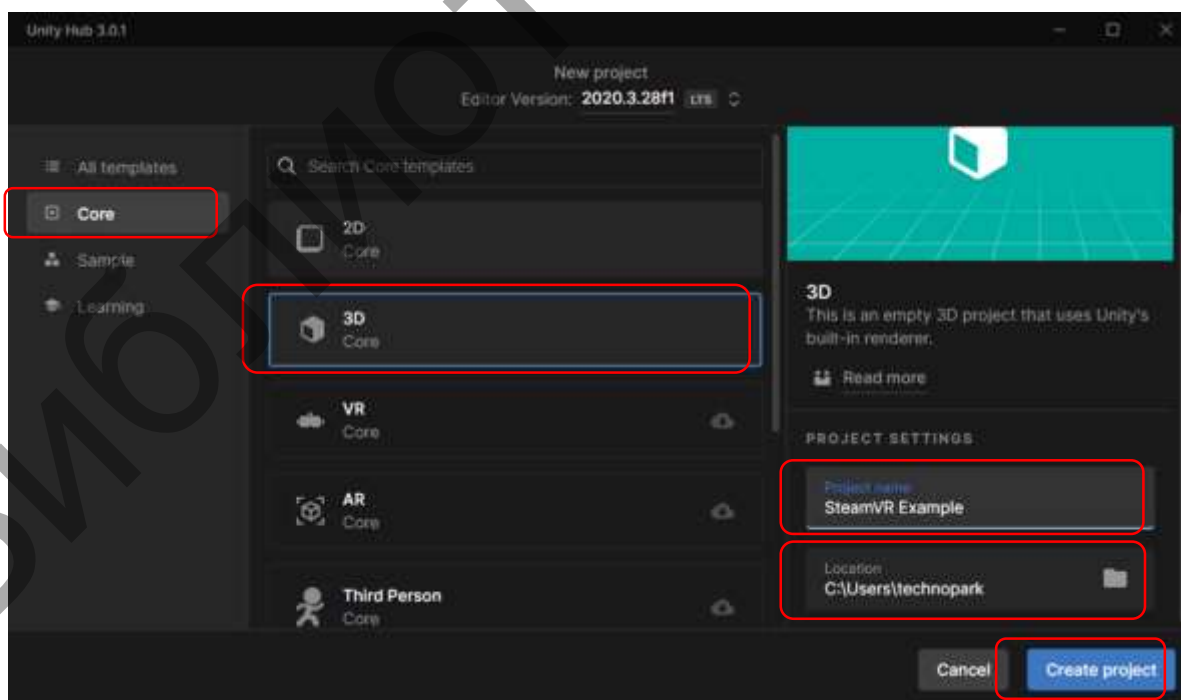 Unity Hub 3.0.1
New project
Editor Version: 2020.3.28f1 LTS
All templates
Core
Sample
Learning
Search Core templates
2D
Core
3D
Core
VR
Core
AR
Core
Third Person
Core
3D
This is an empty 3D project that uses Unity's
built-in renderer.
Read more
PROJECT SETTINGS
Project name
SteamVR Example
Location
C:\Users\technopark
Cancel
Create project